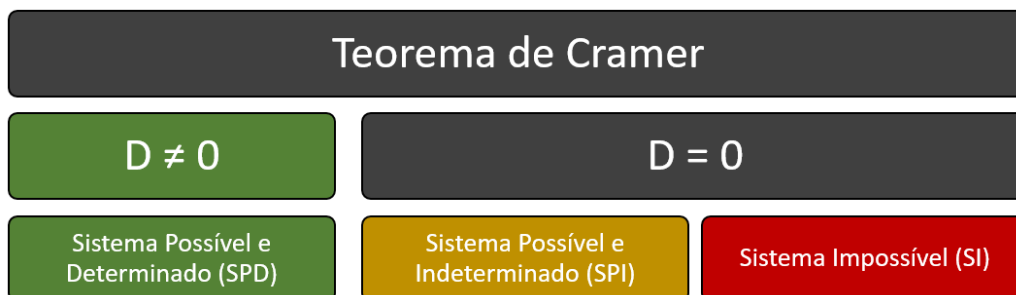 Teorema de Cramer
D ≠ 0
D = 0
Sistema Possível e
Determinado (SPD)
Sistema Possível e
Indeterminado (SPI)
Sistema Impossível (SI)